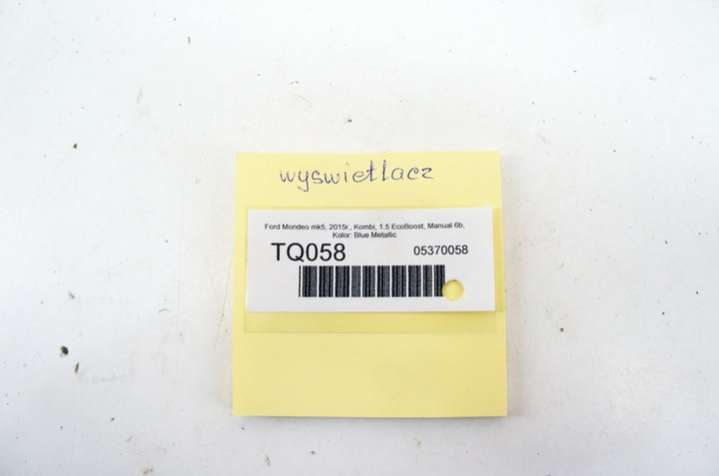 wyswietlacz
Ford Mondeo mk5, 2015r., Kombi, 1.5 EcoBoost, Manual 6b,
Kolor: Blue Metallic
TQ058 05370058